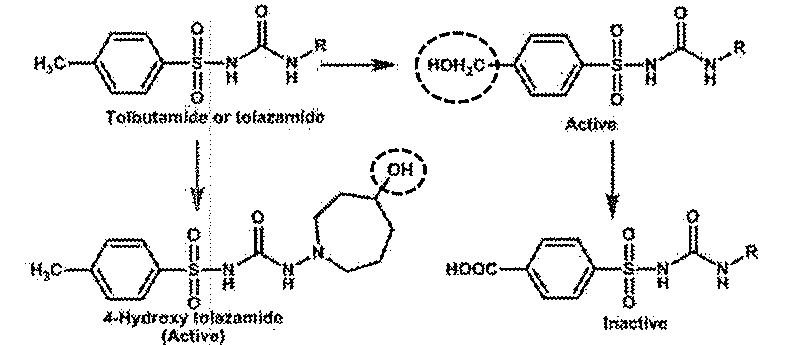 H₃C S O O N H O N H R
Tolbutamide or tolazamide
HOH₂C S O O N H O N H R
Active
H₃C S O O N H O N H N OH
4-Hydroxy tolazamide
(Active)
HOOC S O O N H O N H R
Inactive